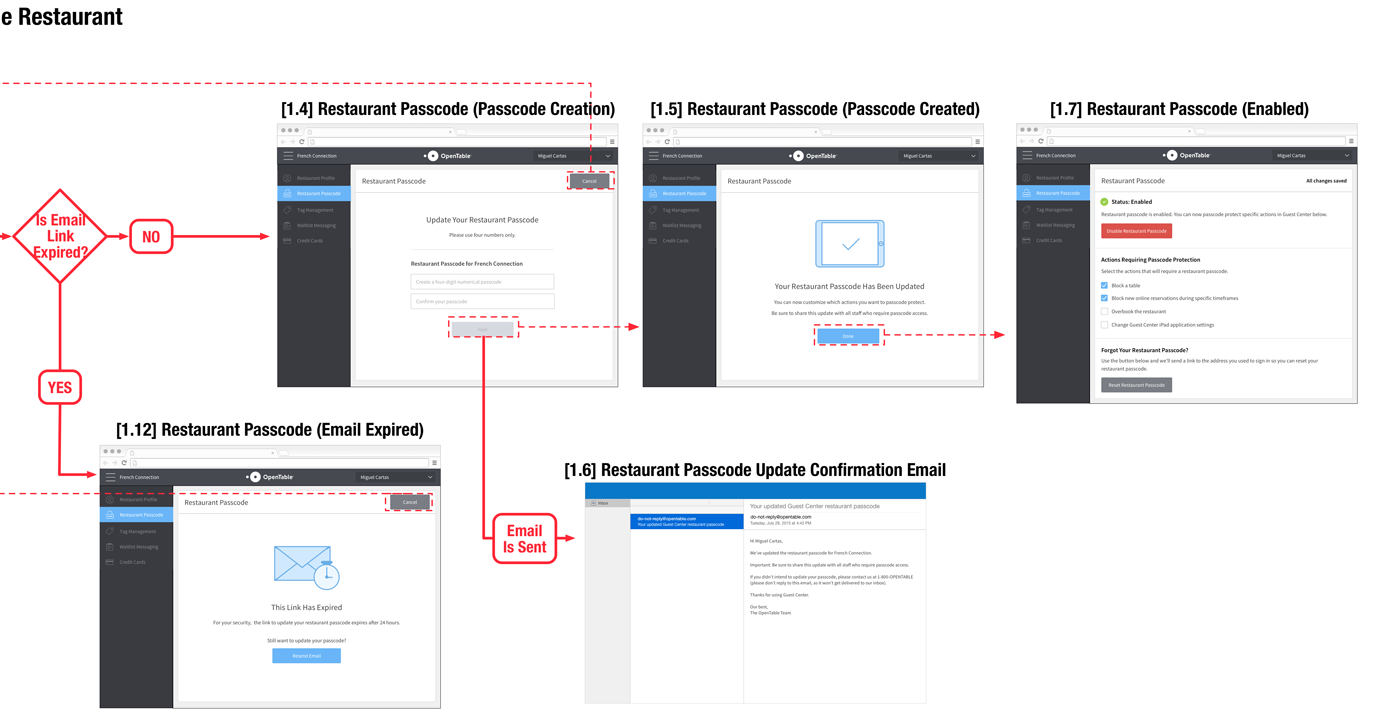 e Restaurant
[1.4] Restaurant Passcode (Passcode Creation)
[1.5] Restaurant Passcode (Passcode Created)
[1.7] Restaurant Passcode (Enabled)
Is Email
Link
Expired?
NO
YES
French Connection
OpenTable
Miguel Cartas
Restaurant Profile
Restaurant Passcode
Tag Management
Waitlist Messaging
Credit Cards
Restaurant Passcode
Cancel
Update Your Restaurant Passcode
Please use four numbers only.
Restaurant Passcode for French Connection
Create a four-digit numerical passcode
Confirm your passcode
Save
French Connection
OpenTable
Miguel Cartas
Restaurant Profile
Restaurant Passcode
Tag Management
Waitlist Messaging
Credit Cards
Restaurant Passcode
Your Restaurant Passcode Has Been Updated
You can now customize which actions you want to passcode protect.
Be sure to share this update with all staff who require passcode access.
Done
French Connection
OpenTable
Miguel Cartas
Restaurant Profile
Restaurant Passcode
Tag Management
Waitlist Messaging
Credit Cards
Restaurant Passcode
All changes saved
Status: Enabled
Restaurant passcode is enabled. You can now passcode protect specific actions in Guest Center below.
Disable Restaurant Passcode
Actions Requiring Passcode Protection
Select the actions that will require a restaurant passcode.
Block a table
Block new online reservations during specific timeframes
Overbook the restaurant
Change Guest Center iPad application settings
Forgot Your Restaurant Passcode?
Use the button below and we'll send a link to the address you used to sign in so you can reset your
restaurant passcode.
Reset Restaurant Passcode
[1.12] Restaurant Passcode (Email Expired)
French Connection
OpenTable
Miguel Cartas
Restaurant Profile
Restaurant Passcode
Tag Management
Waitlist Messaging
Credit Cards
Restaurant Passcode
Cancel
This Link Has Expired
For your security, the link to update your restaurant passcode expires after 24 hours.
Still want to update your passcode?
Resend Email
Email
Is Sent
[1.6] Restaurant Passcode Update Confirmation Email
Inbox
do-not-reply@opentable.com
Your updated Guest Center restaurant passcode
Your updated Guest Center restaurant passcode
do-not-reply@opentable.com
Tuesday, July 28, 2015 at 4:43 PM
Hi Miguel Cartas,
We've updated the restaurant passcode for French Connection.
Important: Be sure to share this update with all staff who require passcode access.
If you didn't intend to update your passcode, please contact us at 1-800-OPENTABLE
(please don't reply to this email, as it won't get delivered to our inbox).
Thanks for using Guest Center.
Our best,
The OpenTable Team